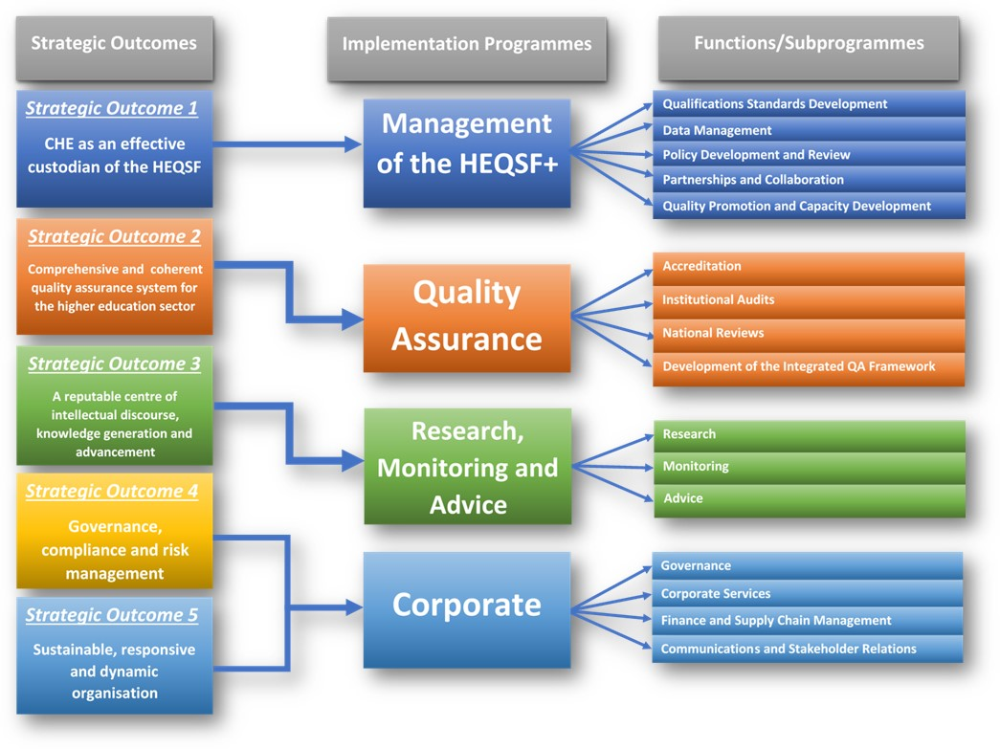 Strategic Outcomes
Implementation Programmes
Functions/Subprogrammes
Strategic Outcome 1
CHE as an effective
custodian of the HEQSF
Management
of the HEQSF+
Qualifications Standards Development
Data Management
Policy Development and Review
Partnerships and Collaboration
Quality Promotion and Capacity Development
Strategic Outcome 2
Comprehensive and coherent
quality assurance system for
the higher education sector
Quality
Assurance
Accreditation
Institutional Audits
National Reviews
Development of the Integrated QA Framework
Strategic Outcome 3
A reputable centre of
intellectual discourse,
knowledge generation and
advancement
Research,
Monitoring and
Advice
Research
Monitoring
Advice
Strategic Outcome 4
Governance,
compliance and risk
management
Strategic Outcome 5
Sustainable, responsive
and dynamic
organisation
Corporate
Governance
Corporate Services
Finance and Supply Chain Management
Communications and Stakeholder Relations